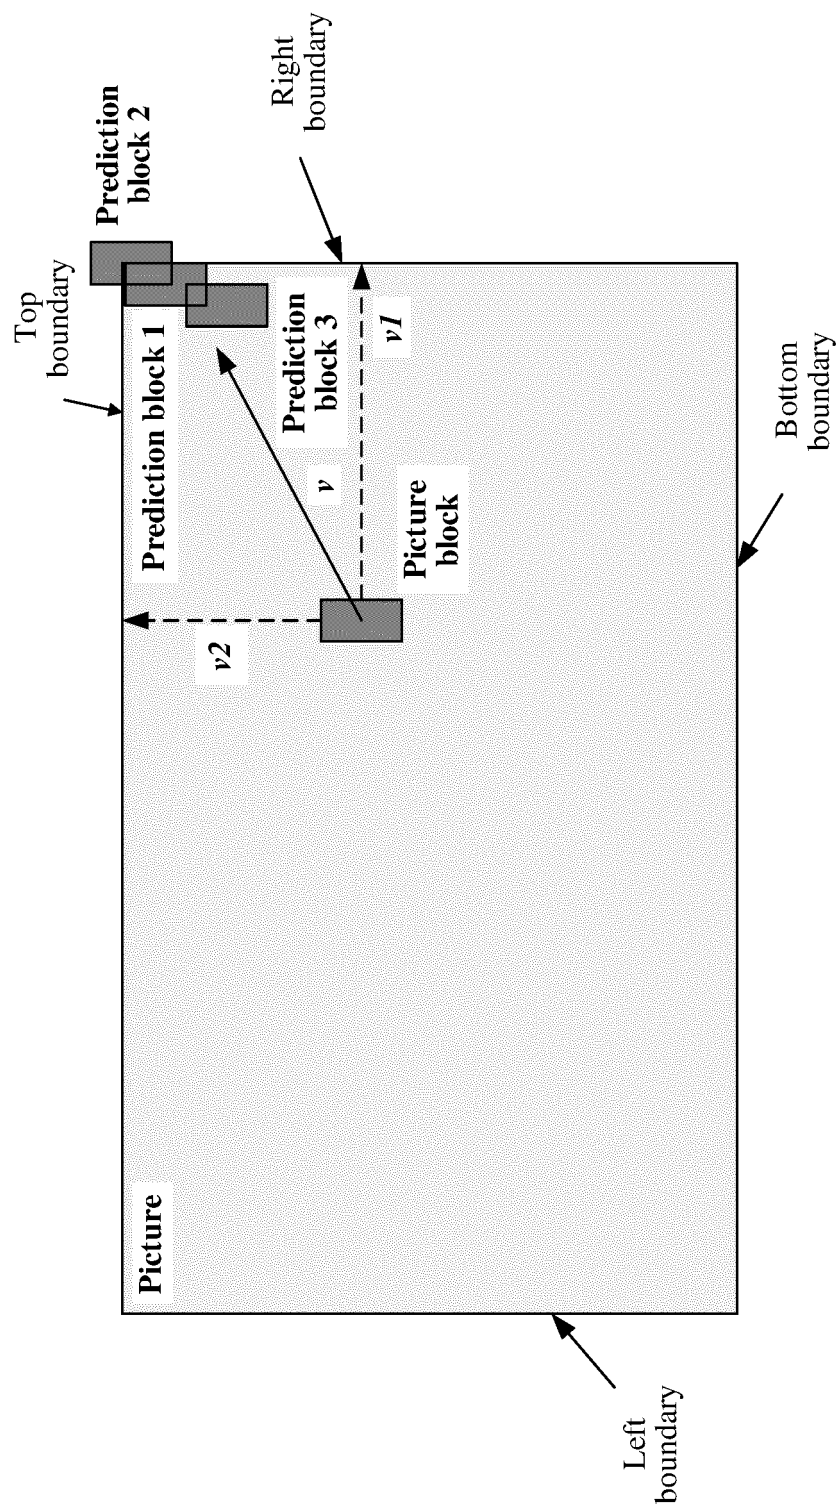 Top
boundary
Right
boundary
Prediction
block 2
Prediction block 1
Prediction
block 3
Picture
v2
v
v1
Picture
block
Left
boundary
Bottom
boundary